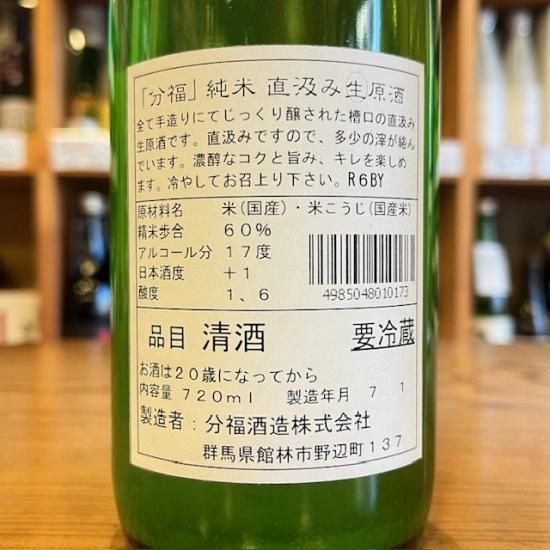 「分福」純米 直汲み生原酒
全て手造りにてじっくり醸された槽口の直汲み
生原酒です。直汲みですので、多少の滓が絡ん
でいます。濃醇なコクと旨み、キレを楽しめ
ます。冷やしてお召上り下さい。R6BY
原材料名 米(国産)・米こうじ(国産米)
精米歩合 60%
アルコール分 17度
日本酒度 +1
酸度 1、6
4985048010173
品目 清酒 要冷蔵
お酒は20歳になってから
内容量 720ml 製造年月 7.1
製造者：分福酒造株式会社
群馬県館林市野辺町137